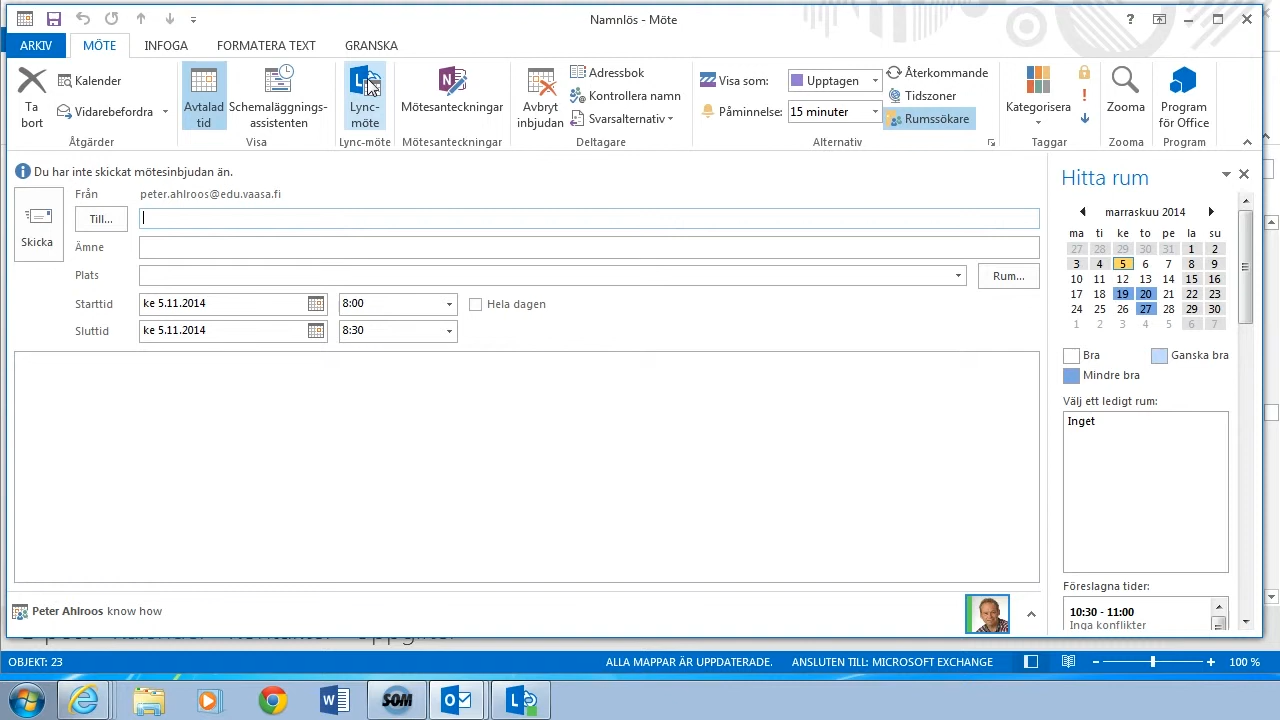 Namnlös - Möte
?
ARKIV MÖTE INFOGA FORMATERA TEXT GRANSKA
Ta bort
Kalender
Vidarebefordra
Åtgärder
Avtalad tid
Schemaläggnings-assistenten
Visa
Lync-möte
Lync-möte
Mötesanteckningar
Mötesanteckningar
Avbryt inbjudan
Adressbok
Kontrollera namn
Svarsalternativ
Deltagare
Visa som: Upptagen
Påminnelse: 15 minuter
Återkommande
Tidszoner
Rumssökare
Alternativ
Kategorisera
Taggar
Zooma
Zooma
Program för Office
Program
Du har inte skickat mötesinbjudan än.
Skicka
Från peter.ahlroos@edu.vaasa.fi
Till...
Ämne
Plats
Rum...
Starttid ke 5.11.2014 8:00 Hela dagen
Sluttid ke 5.11.2014 8:30
Hitta rum
marraskuu 2014
ma ti ke to pe la su
27 28 29 30 31 1 2
3 4 5 6 7 8 9
10 11 12 13 14 15 16
17 18 19 20 21 22 23
24 25 26 27 28 29 30
1 2 3 4 5 6 7
Bra Ganska bra
Mindre bra
Välj ett ledigt rum:
Inget
Föreslagna tider:
10:30 - 11:00
Inga konflikter
Peter Ahlroos know how
OBJEKT: 23 ALLA MAPPAR ÄR UPPDATERADE. ANSLUTEN TILL: MICROSOFT EXCHANGE 100 %
SOM